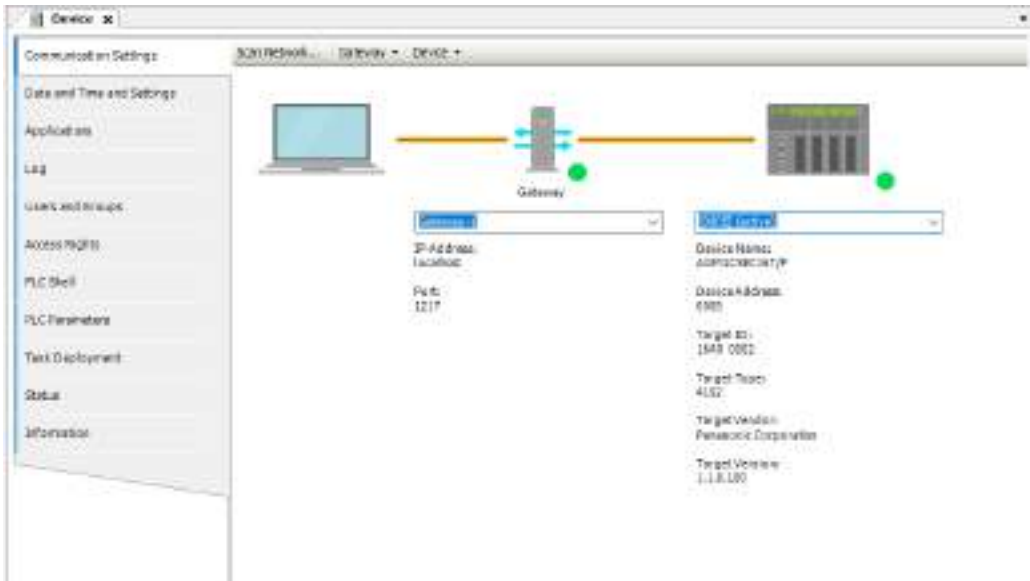 Device
Communication Settings
Scan Network... Gateway Device
Data and Time and Settings
Applications
Log
Users and Groups
Access Rights
PLC Shell
PLC Parameters
Task Deployment
Status
Information
Gateway
IP-Address:
localhost
Port:
1217
Device Name:
Device Address:
Target ID:
Target Type:
Target Vendor:
Panasonic Corporation
Target Version: